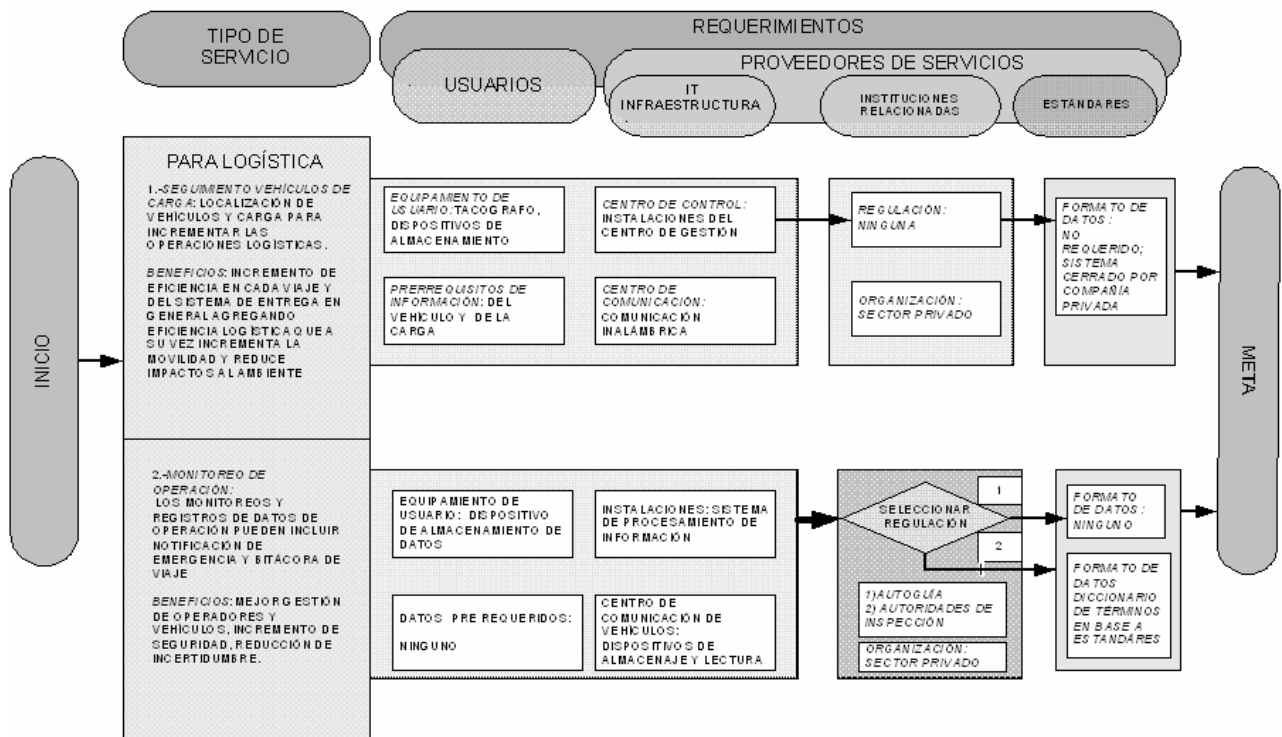 TIPO DE
SERVICIO
REQUERIMIENTOS
USUARIOS
PROVEEDORES DE SERVICIOS
IT
INFRAESTRUCTURA
INSTITUCIONES
RELACIONADAS
ESTÁNDARES
INICIO
PARA LOGÍSTICA
1.-SEGUIMIENTO VEHÍCULOS DE
CARGA: LOCALIZACIÓN DE
VEHÍCULOS Y CARGA PARA
INCREMENTAR LAS
OPERACIONES LOGÍSTICAS.
BENEFICIOS: INCREMENTO DE
EFICIENCIA EN CADA VIAJE Y
DEL SISTEMA DE ENTREGA EN
GENERAL AGREGANDO
EFICIENCIA LOGÍSTICA QUE A
SU VEZ INCREMENTA LA
MOVILIDAD Y REDUCE
IMPACTOS AL AMBIENTE
EQUIPAMIENTO DE
USUARIO: TACOGRAFO,
DISPOSITIVOS DE
ALMACENAMIENTO
CENTRO DE CONTROL:
INSTALACIONES DEL
CENTRO DE GESTIÓN
REGULACIÓN:
NINGUNA
FORMATO DE
DATOS:
NO
REQUERIDO;
SISTEMA
CERRADO POR
COMPAÑÍA
PRIVADA
PRERREQUISITOS DE
INFORMACIÓN: DEL
VEHÍCULO Y DE LA
CARGA
CENTRO DE
COMUNICACIÓN:
COMUNICACIÓN
INALÁMBRICA
ORGANIZACIÓN:
SECTOR PRIVADO
META
2.-MONITOREO DE
OPERACIÓN:
LOS MONITOREOS Y
REGISTROS DE DATOS DE
OPERACIÓN PUEDEN INCLUIR
NOTIFICACIÓN DE
EMERGENCIA Y BITÁCORA DE
VIAJE
BENEFICIOS: MEJOR GESTIÓN
DE OPERADORES Y
VEHÍCULOS, INCREMENTO DE
SEGURIDAD, REDUCCIÓN DE
INCERTIDUMBRE.
EQUIPAMIENTO DE
USUARIO: DISPOSITIVO
DE ALMACENAMIENTO DE
DATOS
INSTALACIONES: SISTEMA
DE PROCESAMIENTO DE
INFORMACIÓN
SELECCIONAR
REGULACIÓN
1
2
FORMATO
DE DATOS:
NINGUNO
DATOS PRE REQUERIDOS:
NINGUNO
CENTRO DE
COMUNICACIÓN DE
VEHÍCULOS:
DISPOSITIVOS DE
ALMACENAJE Y LECTURA
1) AUTOGUÍA
2) AUTORIDADES DE
INSPECCIÓN
ORGANIZACIÓN:
SECTOR PRIVADO
FORMATO DE
DATOS
DICCIONARIO
DE TÉRMINOS
EN BASE A
ESTANDARES